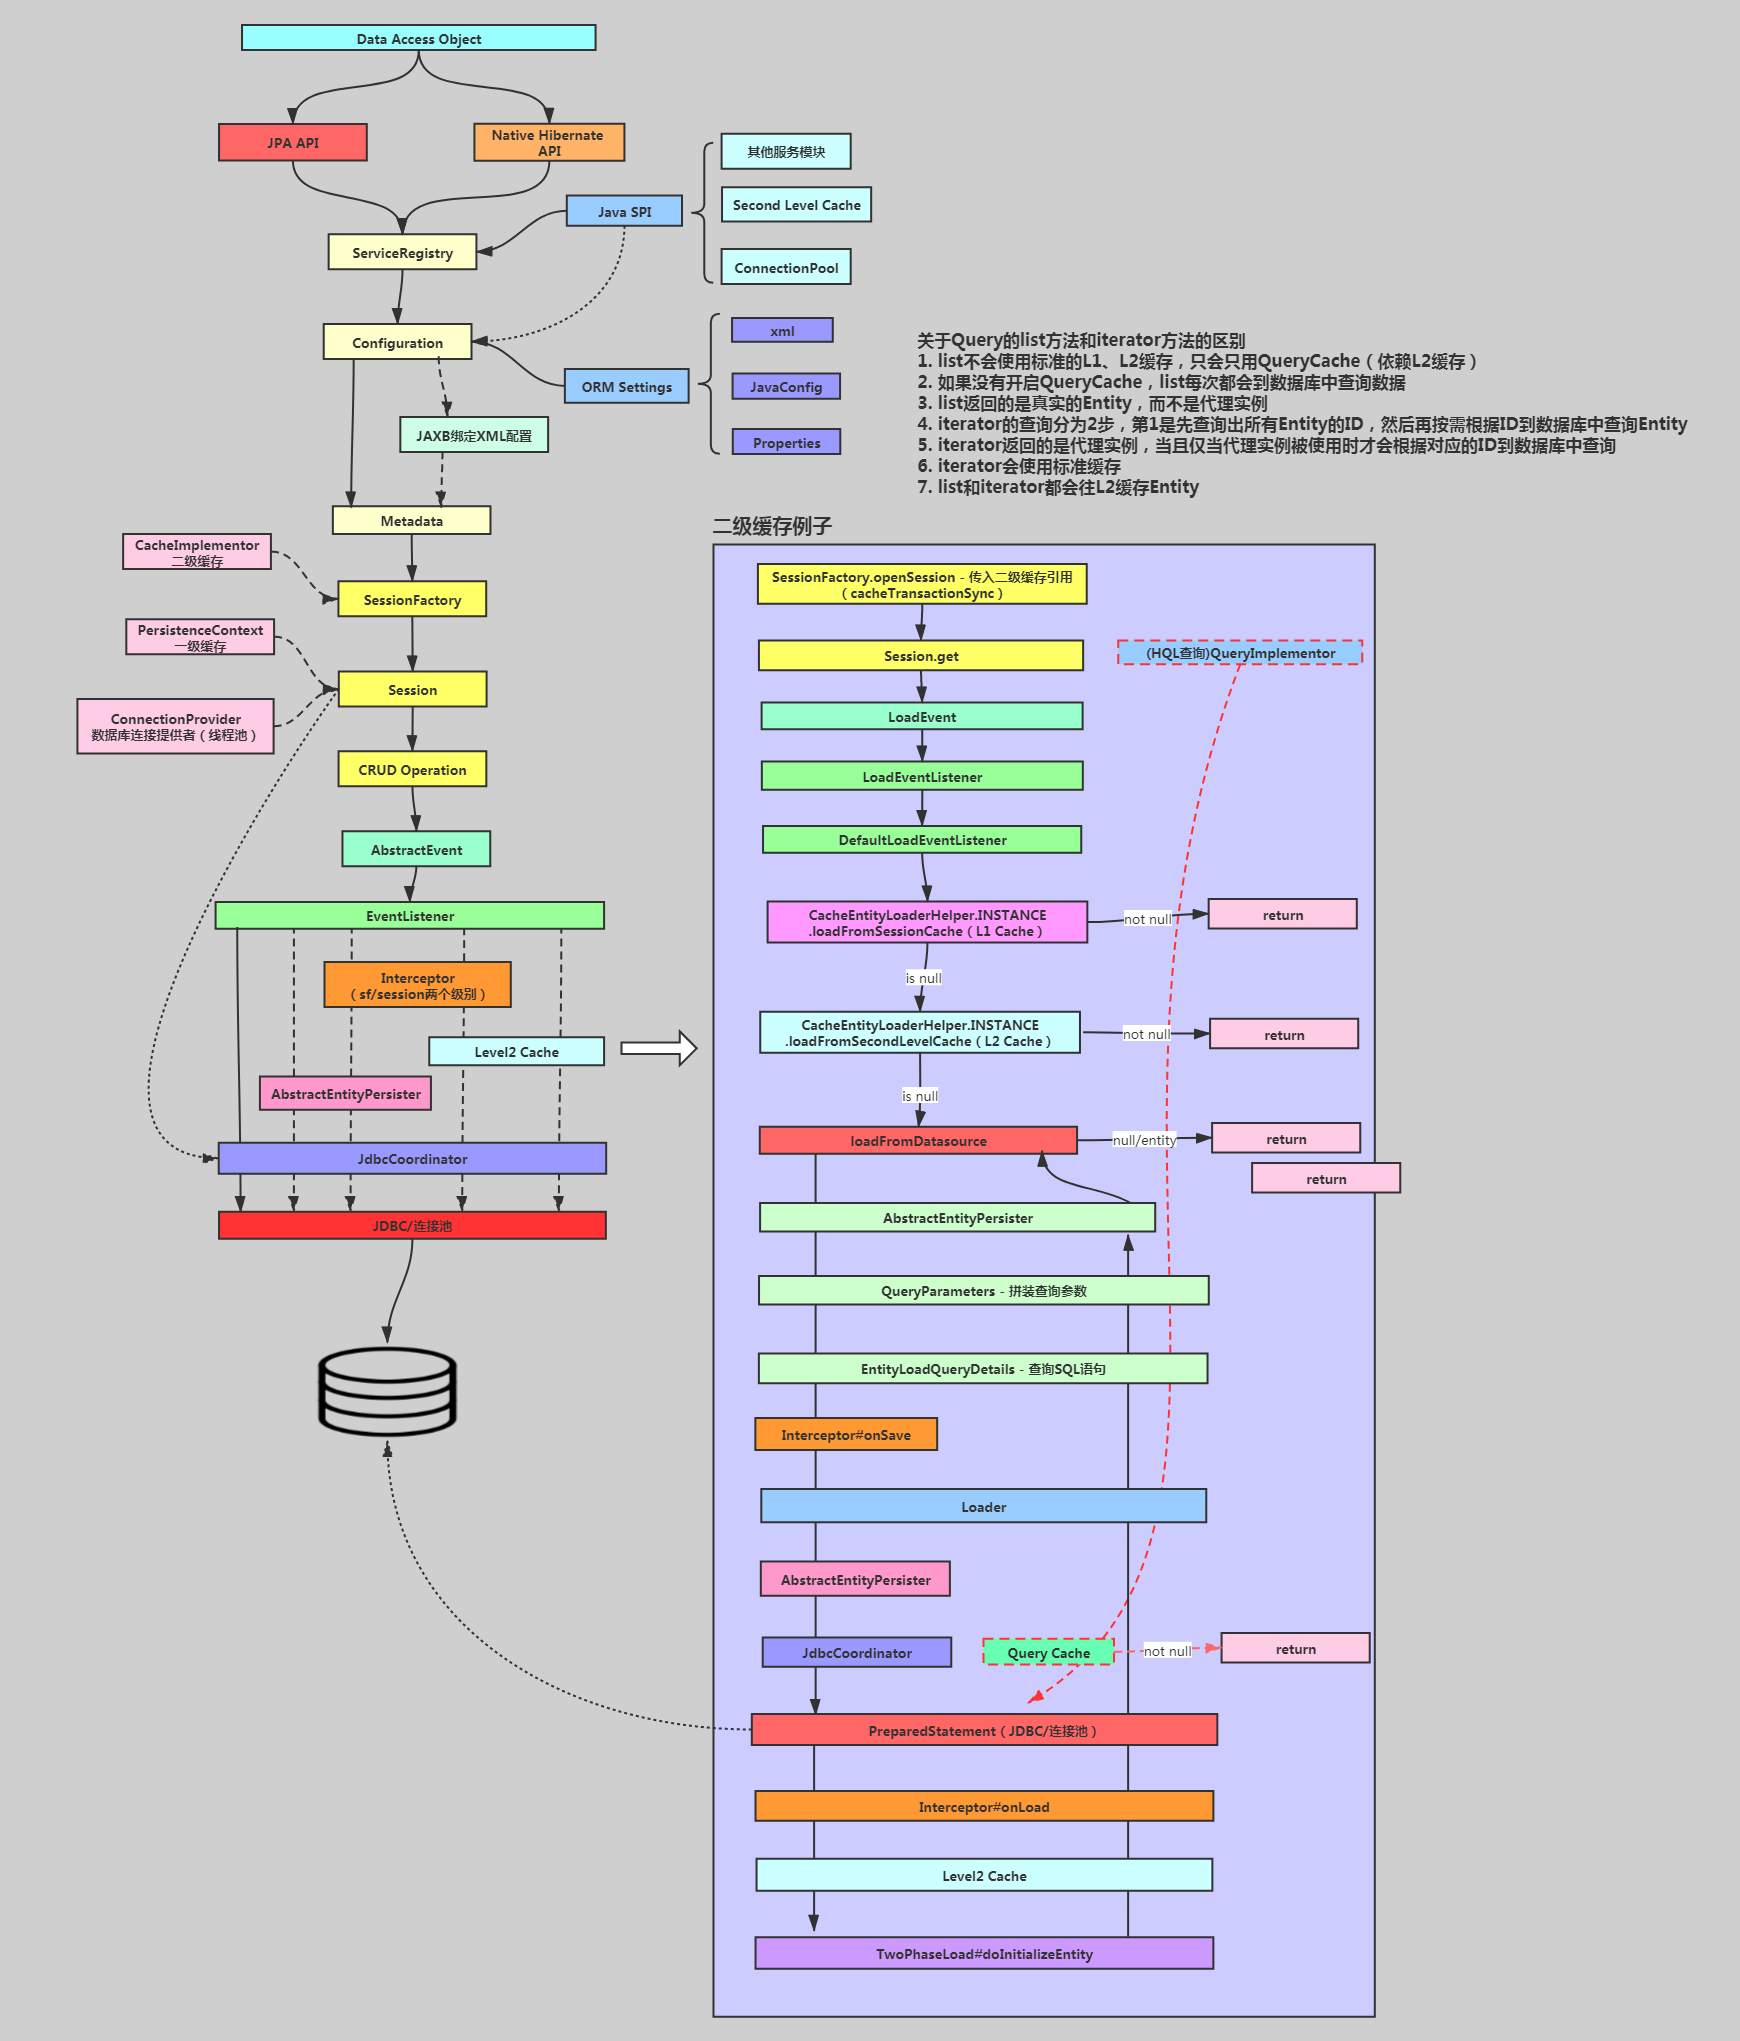 Data Access Object
JPA API
Native Hibernate
API
其他服务模块
Java SPI
Second Level Cache
ServiceRegistry
ConnectionPool
Configuration
xml
ORM Settings
JavaConfig
JAXB绑定XML配置
Properties
关于Query的list方法和iterator方法的区别
1. list不会使用标准的L1、L2缓存，只会只用QueryCache（依赖L2缓存）
2. 如果没有开启QueryCache，list每次都会到数据库中查询数据
3. list返回的是真实的Entity，而不是代理实例
4. iterator的查询分为2步，第1是先查询出所有Entity的ID，然后再按需根据ID到数据库中查询Entity
5. iterator返回的是代理实例，当且仅当代理实例被使用时才会根据对应的ID到数据库中查询
6. iterator会使用标准缓存
7. list和iterator都会往L2缓存Entity
Metadata
CacheImplementor
二级缓存
SessionFactory
PersistenceContext
一级缓存
Session
ConnectionProvider
数据库连接提供者（线程池）
CRUD Operation
AbstractEvent
EventListener
Interceptor
（sf/session两个级别）
Level2 Cache
AbstractEntityPersister
JdbcCoordinator
JDBC/连接池
二级缓存例子
SessionFactory.openSession - 传入二级缓存引用
（cacheTransactionSync）
Session.get
(HQL查询)QueryImplementor
LoadEvent
LoadEventListener
DefaultLoadEventListener
CacheEntityLoaderHelper.INSTANCE
.loadFromSessionCache（L1 Cache）
not null
return
is null
CacheEntityLoaderHelper.INSTANCE
.loadFromSecondLevelCache（L2 Cache）
not null
return
is null
loadFromDatasource
null/entity
return
return
AbstractEntityPersister
QueryParameters - 拼装查询参数
EntityLoadQueryDetails - 查询SQL语句
Interceptor#onSave
Loader
AbstractEntityPersister
JdbcCoordinator
Query Cache
not null
return
PreparedStatement（JDBC/连接池）
Interceptor#onLoad
Level2 Cache
TwoPhaseLoad#doInitializeEntity